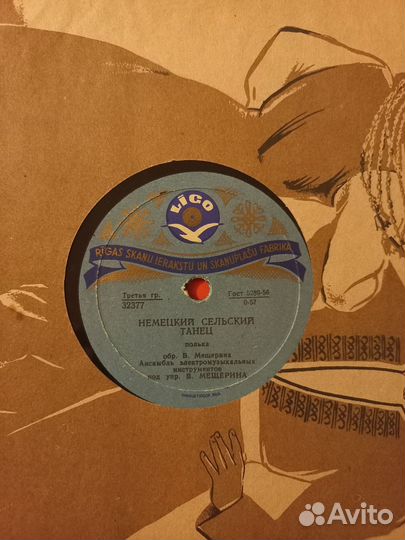 LĪGO
RĪGAS SKAŅU IERAKSTU UN SKAŅUPLAŠU FABRIKA
Третья гр. Гост 5289-56
32377 0-57
НЕМЕЦКИЙ СЕЛЬСКИЙ
ТАНЕЦ
полька
обр. В. Мещерина
Ансамбль электромузыкальных
инструментов
под упр. В. МЕЩЕРИНА
Avito